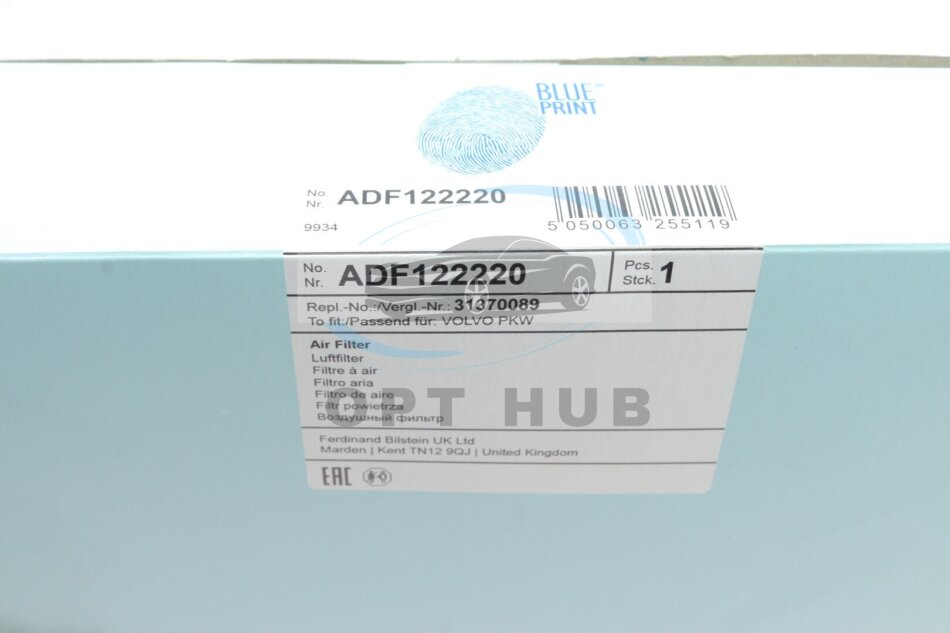 BLUE
PRINT
No.
Nr. ADF122220
9934
5 050063 255119
No.
Nr. ADF122220
Pcs.
Stck. 1
Repl.-No.:/Vergl.-Nr.: 31370089
To fit:/Passend für: VOLVO PKW
Air Filter
Luftfilter
Filtre à air
Filtro aria
Filtro de aire
Filtr powietrza
Воздушный фильтр
OPT HUB
Ferdinand Bilstein UK Ltd
Marden | Kent TN12 9QJ | United Kingdom
EAC